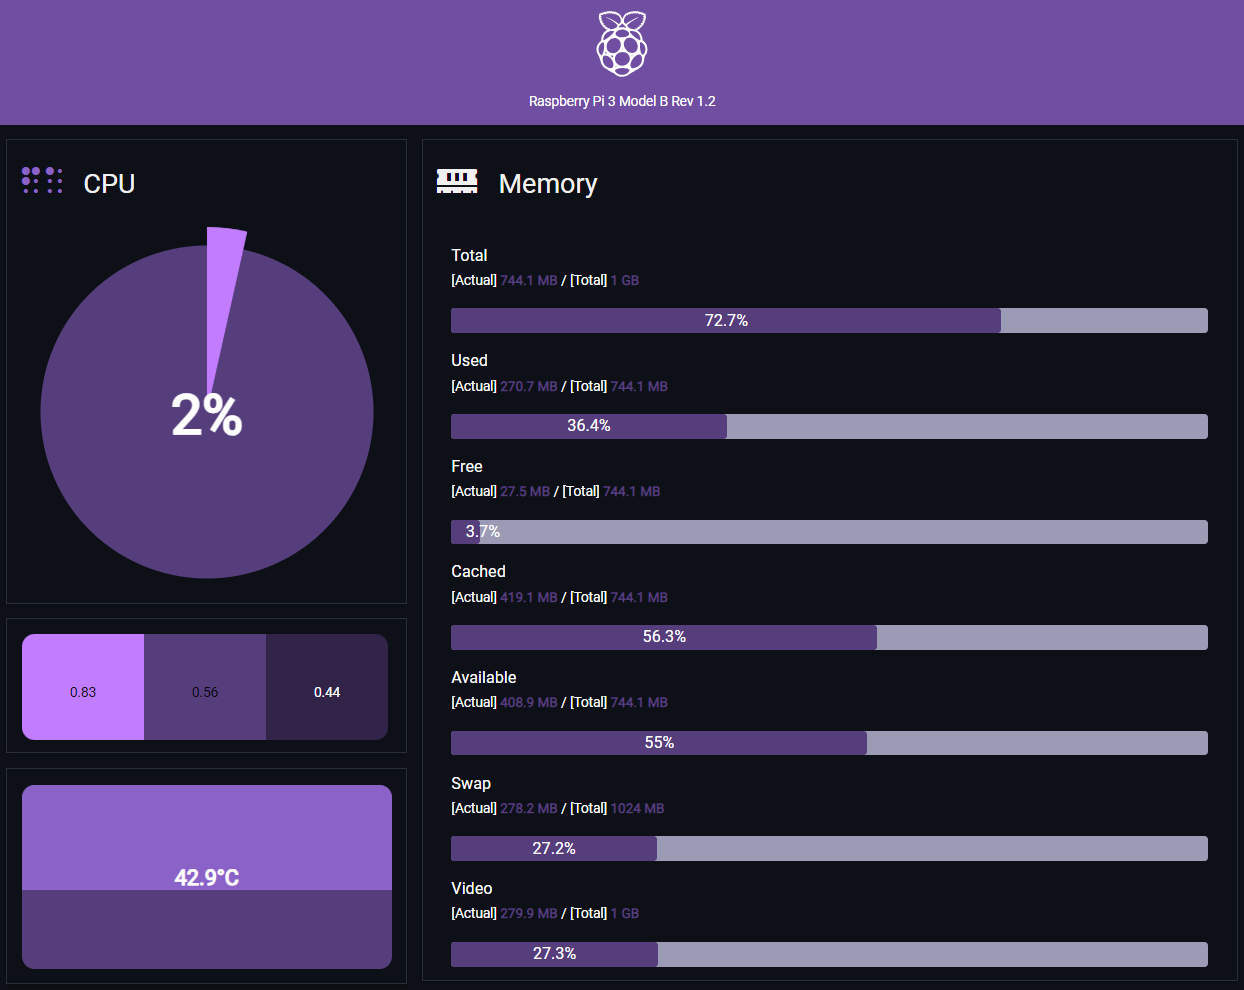 Raspberry Pi 3 Model B Rev 1.2
CPU
2%
0.83 0.56 0.44
42.9°C
Memory
Total
[Actual] 744.1 MB / [Total] 1 GB
72.7%
Used
[Actual] 270.7 MB / [Total] 744.1 MB
36.4%
Free
[Actual] 27.5 MB / [Total] 744.1 MB
3.7%
Cached
[Actual] 419.1 MB / [Total] 744.1 MB
56.3%
Available
[Actual] 408.9 MB / [Total] 744.1 MB
55%
Swap
[Actual] 278.2 MB / [Total] 1024 MB
27.2%
Video
[Actual] 279.9 MB / [Total] 1 GB
27.3%